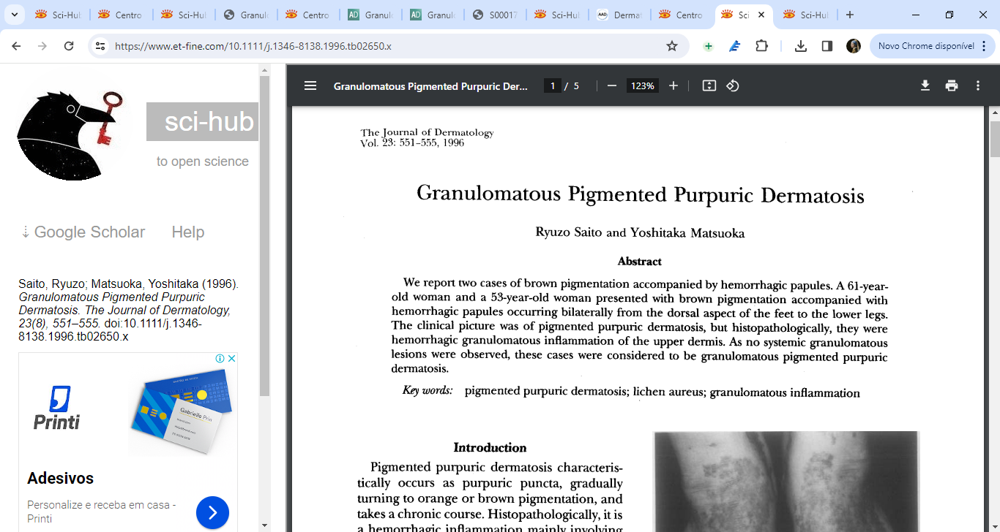 Sci-Hul
Centro
Sci-Hul
Granulo
Centro
AD Granulo
AD Granulo
S00017
Sci-Hul
AAD Dermat
Centro
Sci
Sci-Hul
https://www.et-fine.com/10.1111/j.1346-8138.1996.tb02650.x
Novo Chrome disponível
sci-hub
to open science
⇣ Google Scholar
Help
Saito, Ryuzo; Matsuoka, Yoshitaka (1996).
Granulomatous Pigmented Purpuric
Dermatosis. The Journal of Dermatology,
23(8), 551–555. doi:10.1111/j.1346-
8138.1996.tb02650.x
Printi
Gabrielle Prin
Adesivos
Personalize e receba em casa -
Printi
Granulomatous Pigmented Purpuric Der...
1 / 5
123%
The Journal of Dermatology
Vol. 23: 551–555, 1996
Granulomatous Pigmented Purpuric Dermatosis
Ryuzo Saito and Yoshitaka Matsuoka
Abstract
We report two cases of brown pigmentation accompanied by hemorrhagic papules. A 61-year-
old woman and a 53-year-old woman presented with brown pigmentation accompanied with
hemorrhagic papules occurring bilaterally from the dorsal aspect of the feet to the lower legs.
The clinical picture was of pigmented purpuric dermatosis, but histopathologically, they were
hemorrhagic granulomatous inflammation of the upper dermis. As no systemic granulomatous
lesions were observed, these cases were considered to be granulomatous pigmented purpuric
dermatosis.
Key words: pigmented purpuric dermatosis; lichen aureus; granulomatous inflammation
Introduction
Pigmented purpuric dermatosis characteris-
tically occurs as purpuric puncta, gradually
turning to orange or brown pigmentation, and
takes a chronic course. Histopathologically, it is
a hemorrhagic inflammation mainly involving